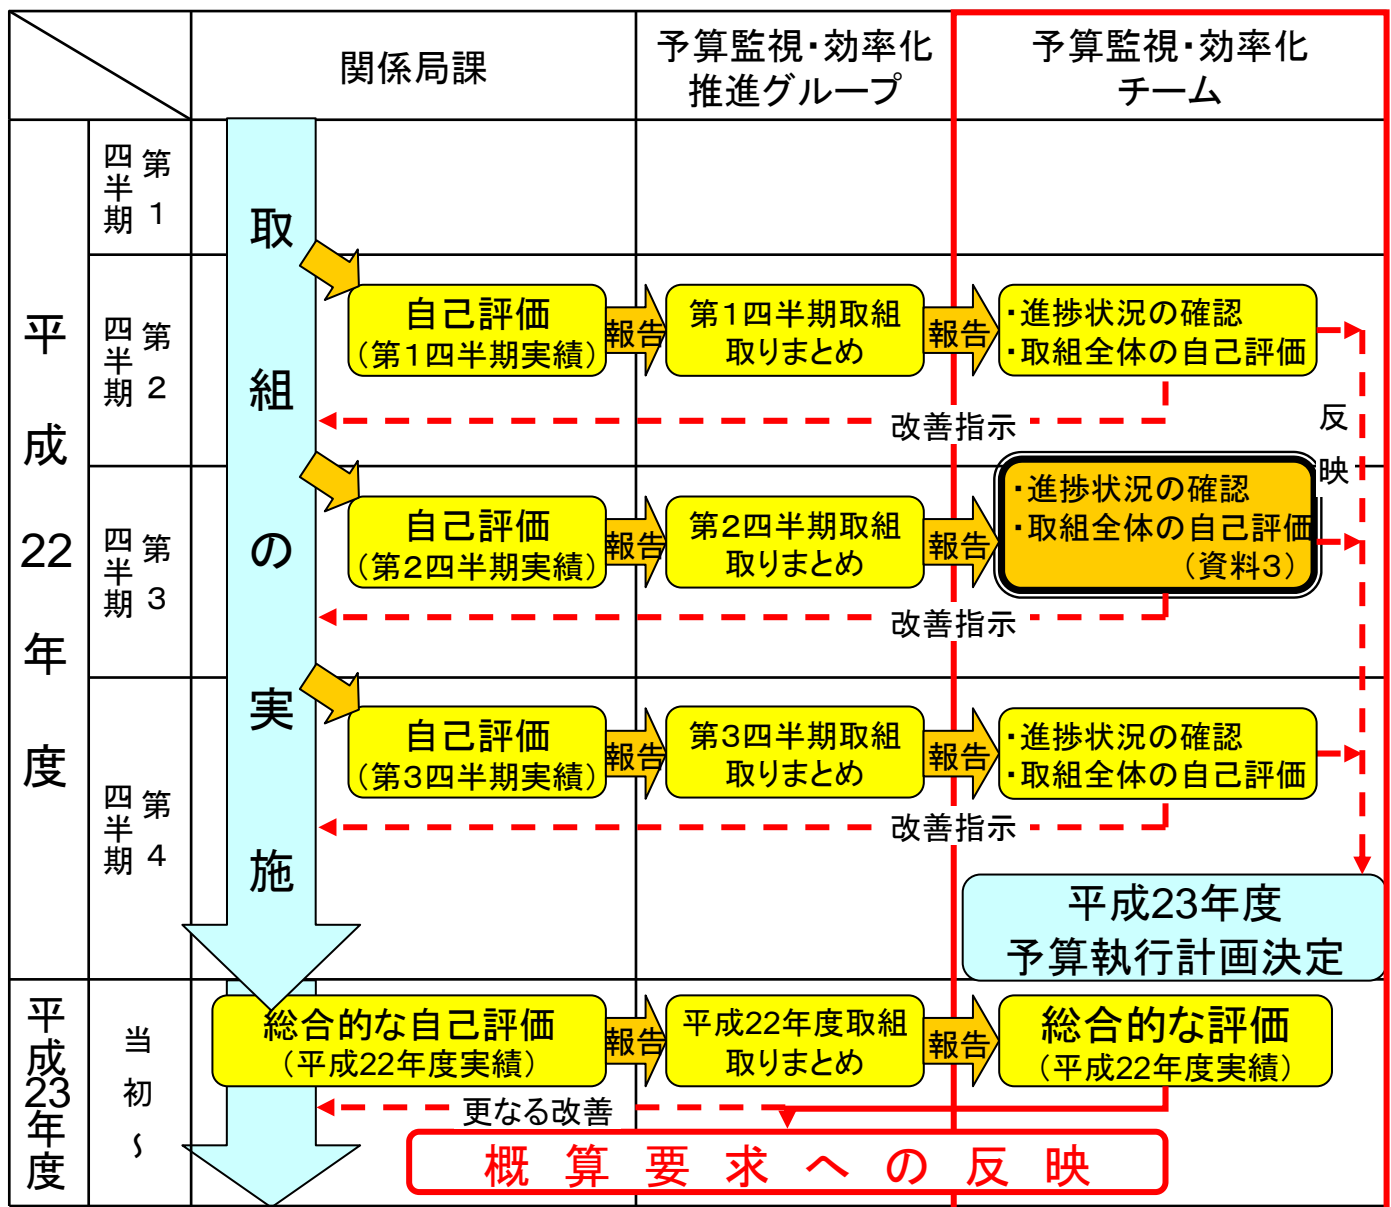 関係局課
予算監視・効率化
推進グループ
予算監視・効率化
チーム
平成22年度
第1
四半期
第2
四半期
第3
四半期
第4
四半期
取組の実施
自己評価
（第1四半期実績）
報告
第1四半期取組
取りまとめ
報告
・進捗状況の確認
・取組全体の自己評価
改善指示
反映
自己評価
（第2四半期実績）
報告
第2四半期取組
取りまとめ
報告
・進捗状況の確認
・取組全体の自己評価
（資料3）
改善指示
自己評価
（第3四半期実績）
報告
第3四半期取組
取りまとめ
報告
・進捗状況の確認
・取組全体の自己評価
改善指示
平成23年度
予算執行計画決定
平成23年度
当初～
総合的な自己評価
（平成22年度実績）
報告
平成22年度取組
取りまとめ
報告
総合的な評価
（平成22年度実績）
更なる改善
概算要求への反映